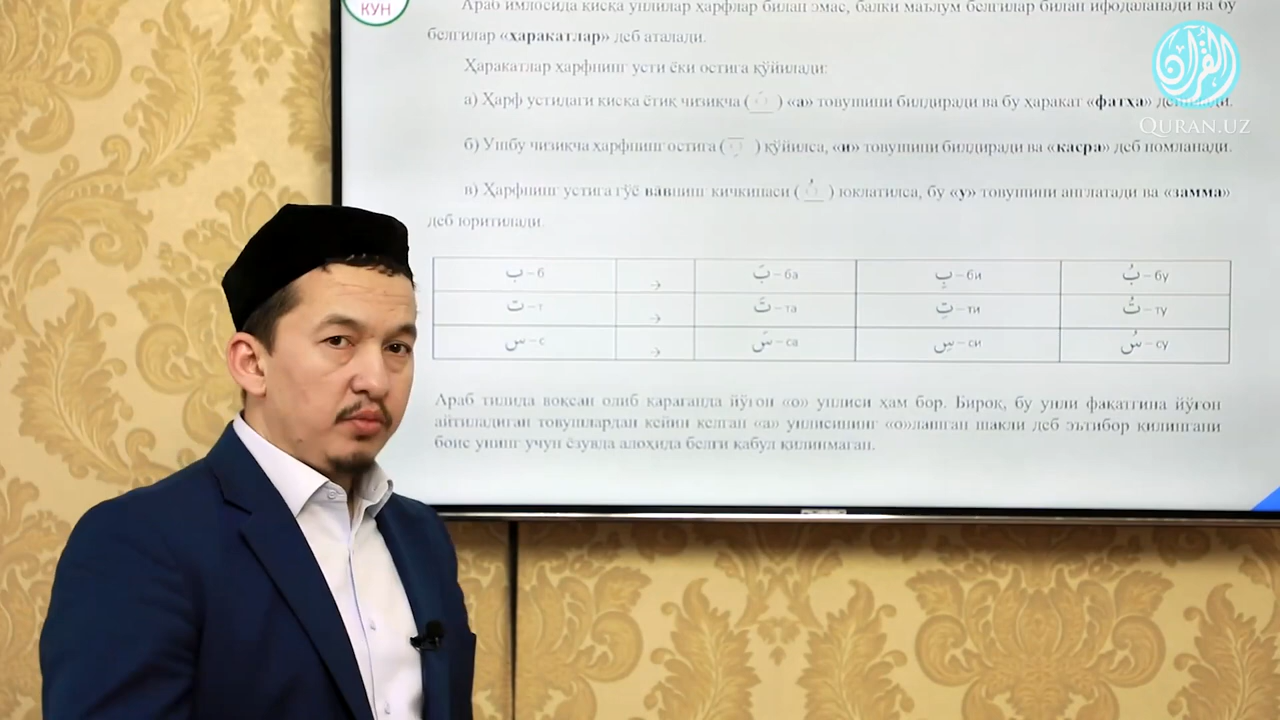 КУН
Араб имлосида қисқа унлилар ҳарфлар билан эмас, балки маълум белгилар билан ифодаланади ва бу
белгилар «ҳаракатлар» деб аталади.
Ҳаракатлар ҳарфнинг усти ёки остига қўйилади:
а) Ҳарф устидаги қисқа ётиқ чизиқча ( َ ) «а» товушини билдиради ва бу ҳаракат «фатҳа» дейилади.
б) Ушбу чизиқча ҳарфнинг остига ( ِ ) қўйилса, «и» товушини билдиради ва «касра» деб номланади.
в) Ҳарфнинг устига гўё вавнинг кичкинаси ( ُ ) юклатилса, бу «у» товушини англатади ва «замма»
деб юритилади.
ب – б → بَ – ба بِ – би بُ – бу
ت – т → تَ – та تِ – ти تُ – ту
س – с → سَ – са سِ – си سُ – су
Араб тилида воқеан олиб қараганда йўғон «о» унлиси ҳам бор. Бироқ, бу унли фақатгина йўғон
айтиладиган товушлардан кейин келган «а» унлисининг «о»лашган шакли деб эътибор қилингани
боис унинг учун ёзувда алоҳида белги қабул қилинмаган.
القرآن
QURAN.UZ